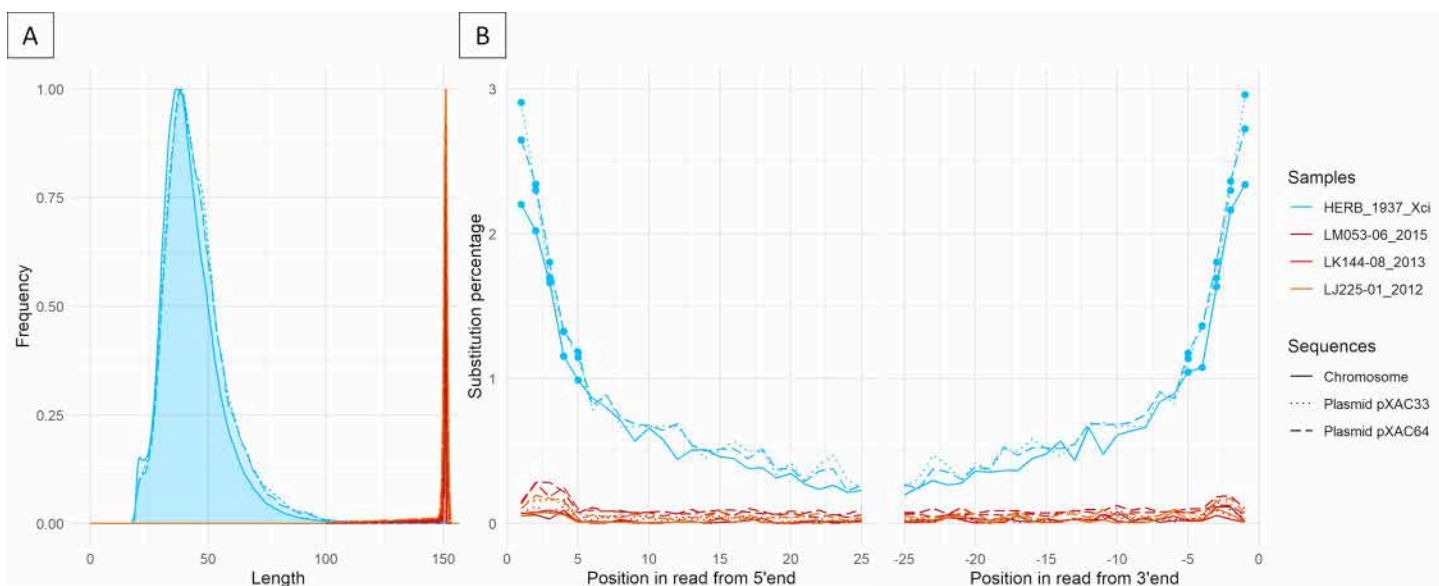 A
B
1.00
0.75
0.50
0.25
0.00
Frequency
0 50 100 150
Length
3
2
1
0
Substitution percentage
0 5 10 15 20 25
Position in read from 5'end
-25 -20 -15 -10 -5 0
Position in read from 3'end
Samples
HERB_1937_Xci
LM053-06_2015
LK144-08_2013
LJ225-01_2012
Sequences
Chromosome
Plasmid pXAC33
Plasmid pXAC64